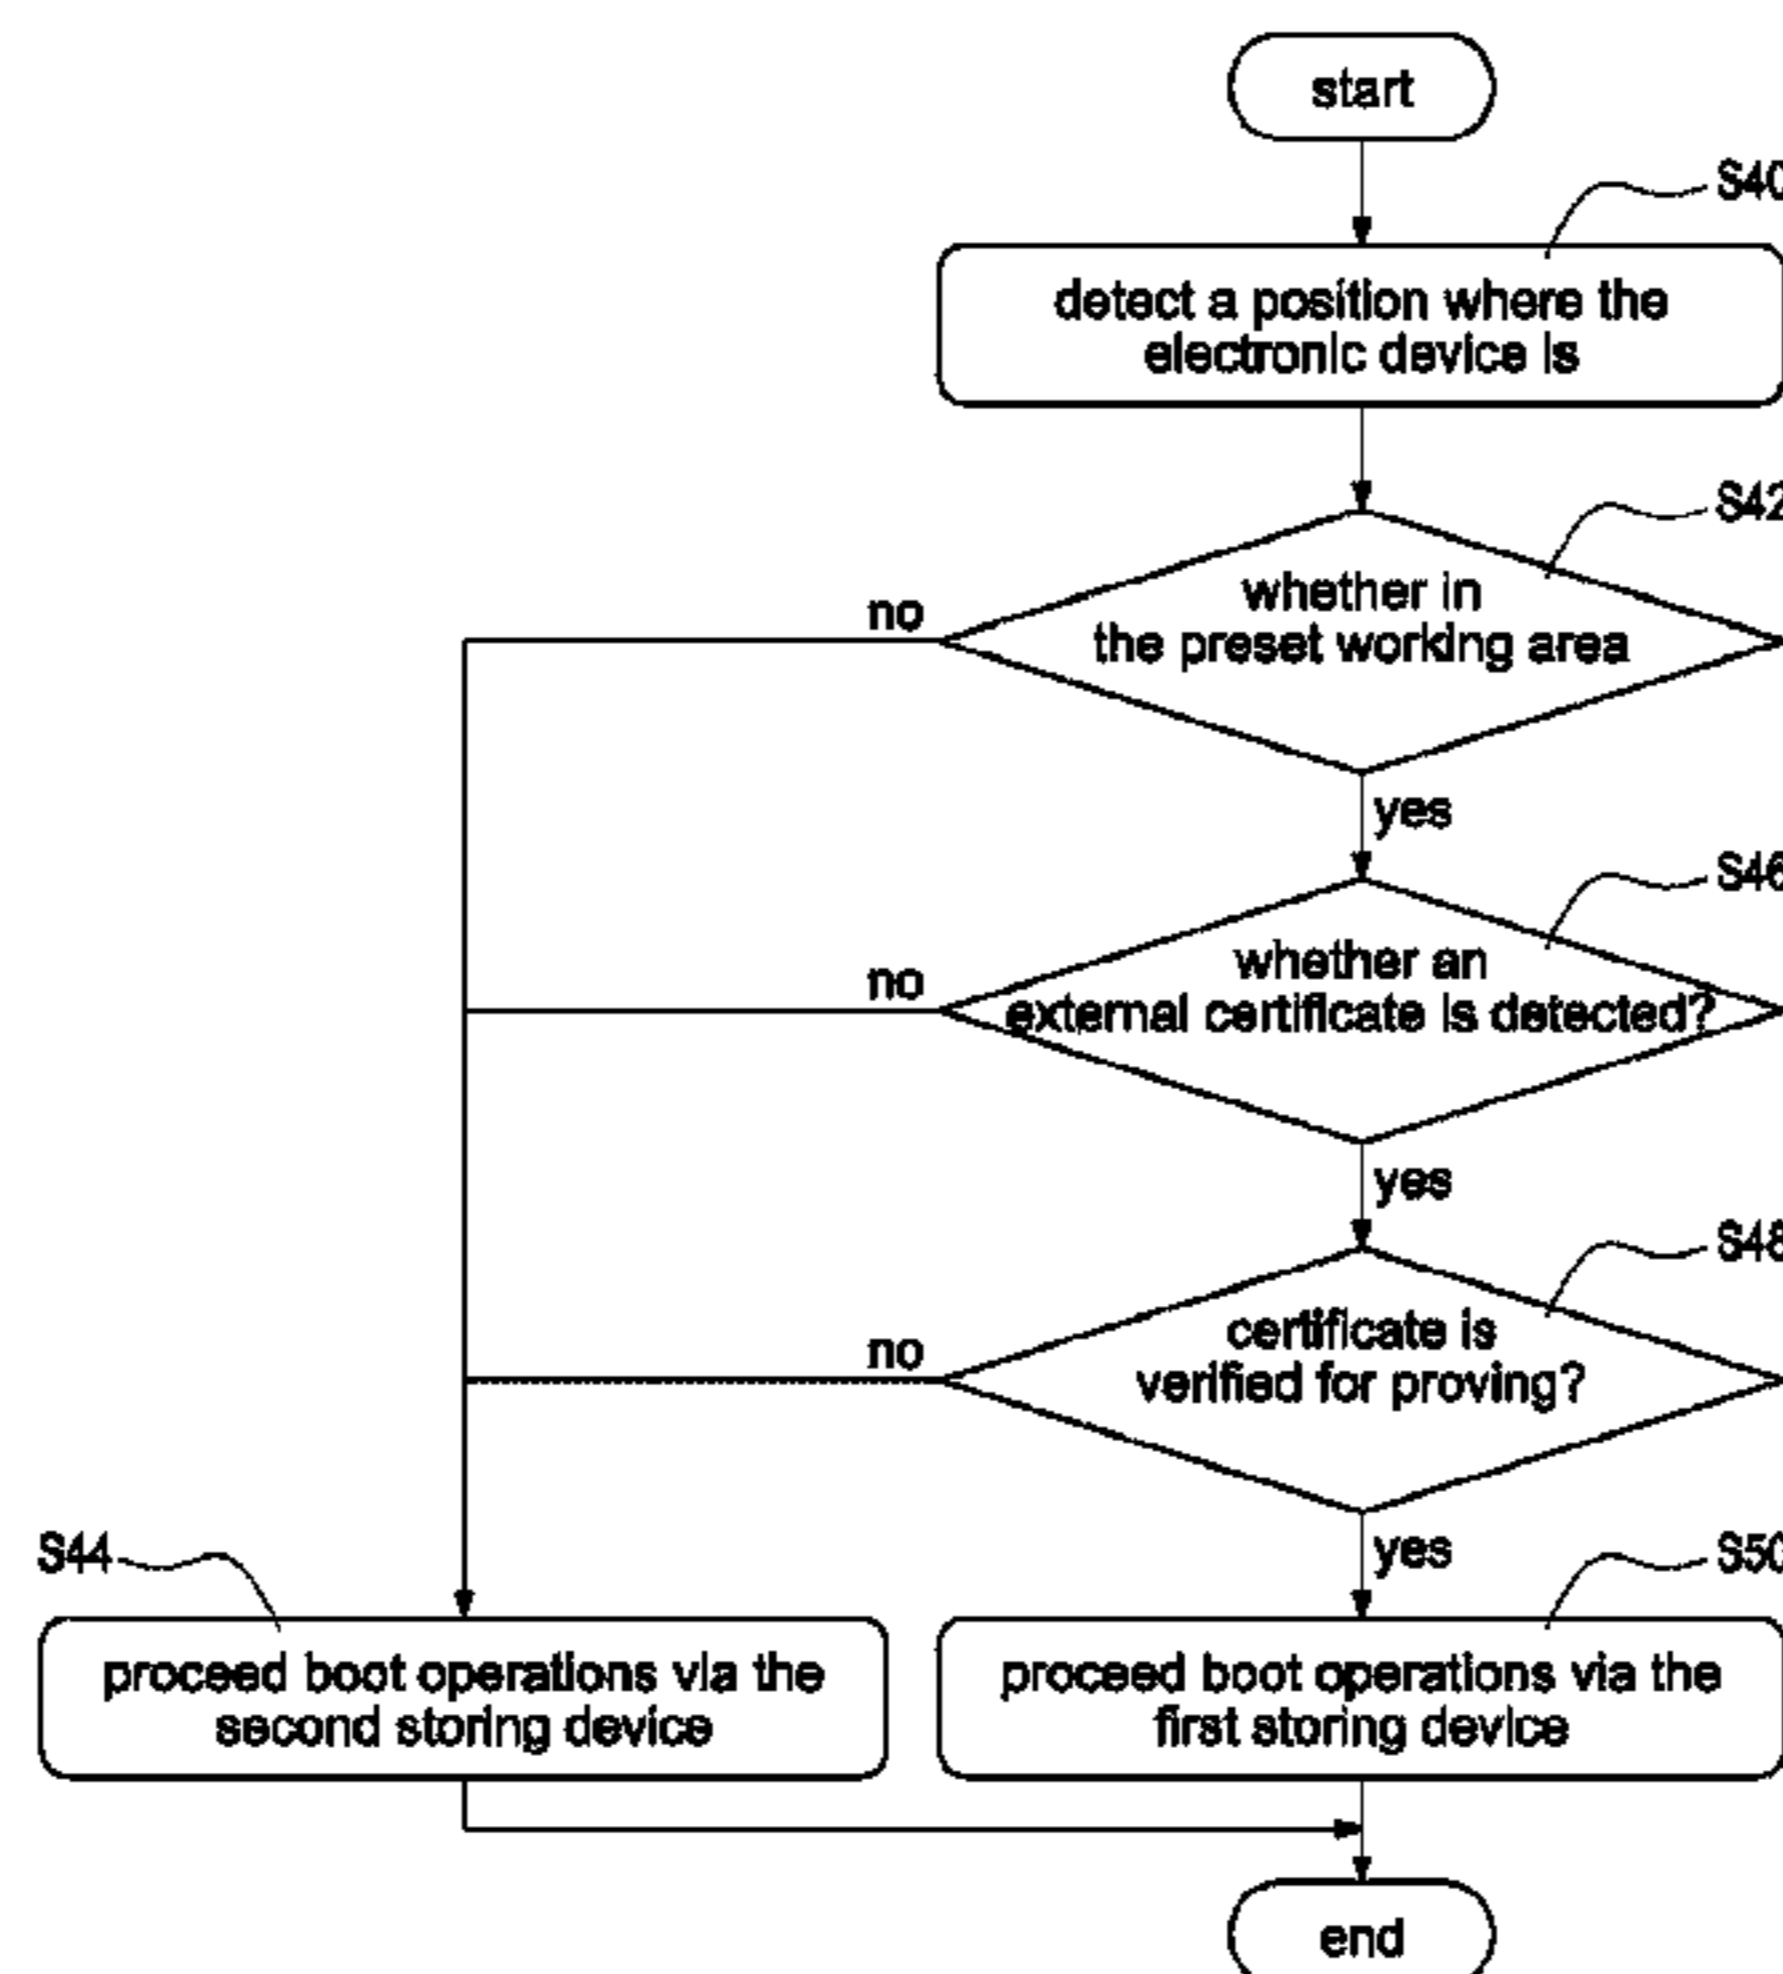 start
S40
detect a position where the
electronic device is
S42
whether in
the preset working area
no
yes
S46
whether an
external certificate is detected?
no
yes
S48
certificate is
verified for proving?
no
yes
S44
proceed boot operations via the
second storing device
S50
proceed boot operations via the
first storing device
end